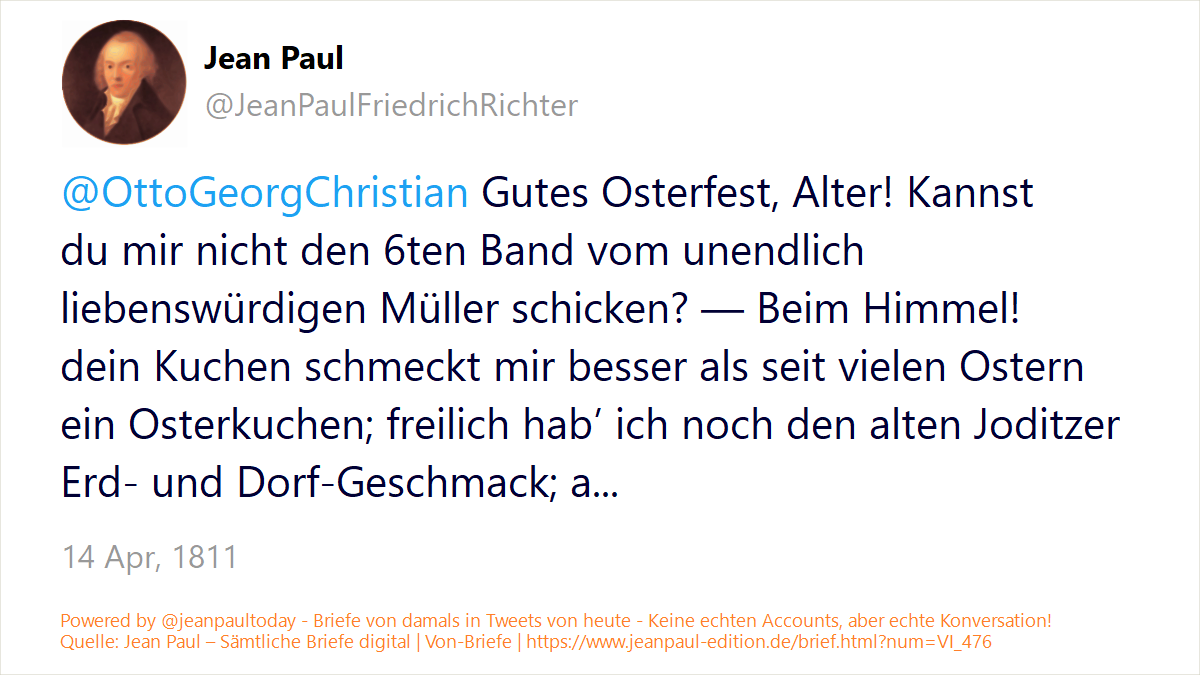 Jean Paul
@JeanPaulFriedrichRichter
@OttoGeorgChristian Gutes Osterfest, Alter! Kannst
du mir nicht den 6ten Band vom unendlich
liebenswürdigen Müller schicken? — Beim Himmel!
dein Kuchen schmeckt mir besser als seit vielen Ostern
ein Osterkuchen; freilich hab’ ich noch den alten Joditzer
Erd- und Dorf-Geschmack; a...
14 Apr, 1811
Powered by @jeanpaultoday - Briefe von damals in Tweets von heute - Keine echten Accounts, aber echte Konversation!
Quelle: Jean Paul – Sämtliche Briefe digital | Von-Briefe | https://www.jeanpaul-edition.de/brief.html?num=VI_476